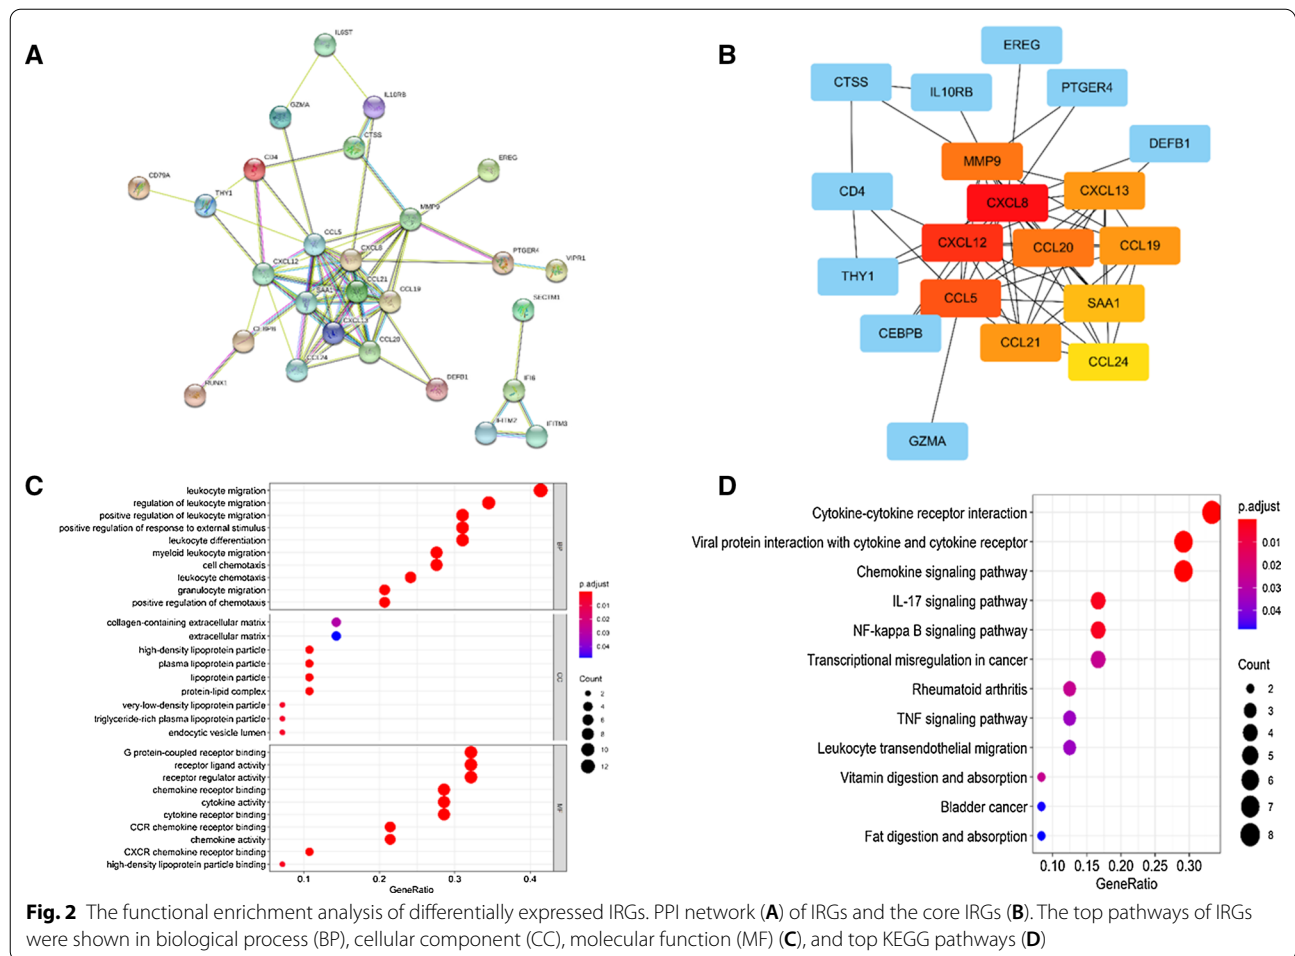 A
IL6ST
GZMA
IL10RB
CTSS
CD4
EREG
CD79A
THY1
MMP9
CCL5
CXCL8
PTGER4
VIPR1
CXCL12
CCL21
SAA1
CCL19
CXCL13
CEBPB
CCL20
CCL24
RUNX1
DEFB1
SECTM1
IFI6
IFITM2
IFITM3
B
EREG
CTSS
IL10RB
PTGER4
DEFB1
MMP9
CD4
CXCL8
CXCL13
CXCL12
CCL20
CCL19
THY1
CCL5
SAA1
CEBPB
CCL21
CCL24
GZMA
C
leukocyte migration
regulation of leukocyte migration
positive regulation of leukocyte migration
positive regulation of response to external stimulus
leukocyte differentiation
myeloid leukocyte migration
cell chemotaxis
leukocyte chemotaxis
granulocyte migration
positive regulation of chemotaxis
BP
collagen-containing extracellular matrix
extracellular matrix
high-density lipoprotein particle
plasma lipoprotein particle
lipoprotein particle
protein-lipid complex
very-low-density lipoprotein particle
triglyceride-rich plasma lipoprotein particle
endocytic vesicle lumen
CC
G protein-coupled receptor binding
receptor ligand activity
receptor regulator activity
chemokine receptor binding
cytokine activity
cytokine receptor binding
CCR chemokine receptor binding
chemokine activity
CXCR chemokine receptor binding
high-density lipoprotein particle binding
MF
0.1 0.2 0.3 0.4
GeneRatio
p.adjust
0.01
0.02
0.03
0.04
Count
2
4
6
8
10
12
D
Cytokine-cytokine receptor interaction
Viral protein interaction with cytokine and cytokine receptor
Chemokine signaling pathway
IL-17 signaling pathway
NF-kappa B signaling pathway
Transcriptional misregulation in cancer
Rheumatoid arthritis
TNF signaling pathway
Leukocyte transendothelial migration
Vitamin digestion and absorption
Bladder cancer
Fat digestion and absorption
0.10 0.15 0.20 0.25 0.30
GeneRatio
p.adjust
0.01
0.02
0.03
0.04
Count
2
3
4
5
6
7
8
Fig. 2 The functional enrichment analysis of differentially expressed IRGs. PPI network (A) of IRGs and the core IRGs (B). The top pathways of IRGs
were shown in biological process (BP), cellular component (CC), molecular function (MF) (C), and top KEGG pathways (D)